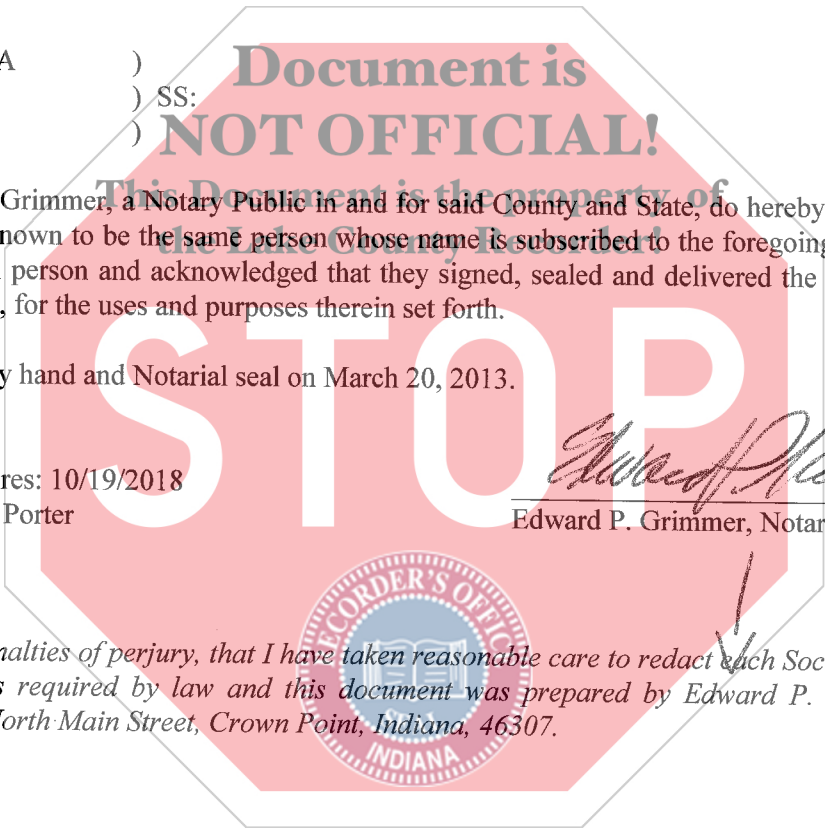 A )
) SS:
)
Document is
NOT OFFICIAL!
This Document is the property of
the Lake County Recorder!
STOP
Grimmer, a Notary Public in and for said County and State, do hereby
nown to be the same person whose name is subscribed to the foregoing
person and acknowledged that they signed, sealed and delivered the
, for the uses and purposes therein set forth.
y hand and Notarial seal on March 20, 2013.
res: 10/19/2018
Porter
Edward P. Grimmer, Notar
RECORDER'S OFFIC
INDIANA
nalties of perjury, that I have taken reasonable care to redact each Soc
s required by law and this document was prepared by Edward P.
North Main Street, Crown Point, Indiana, 46307.